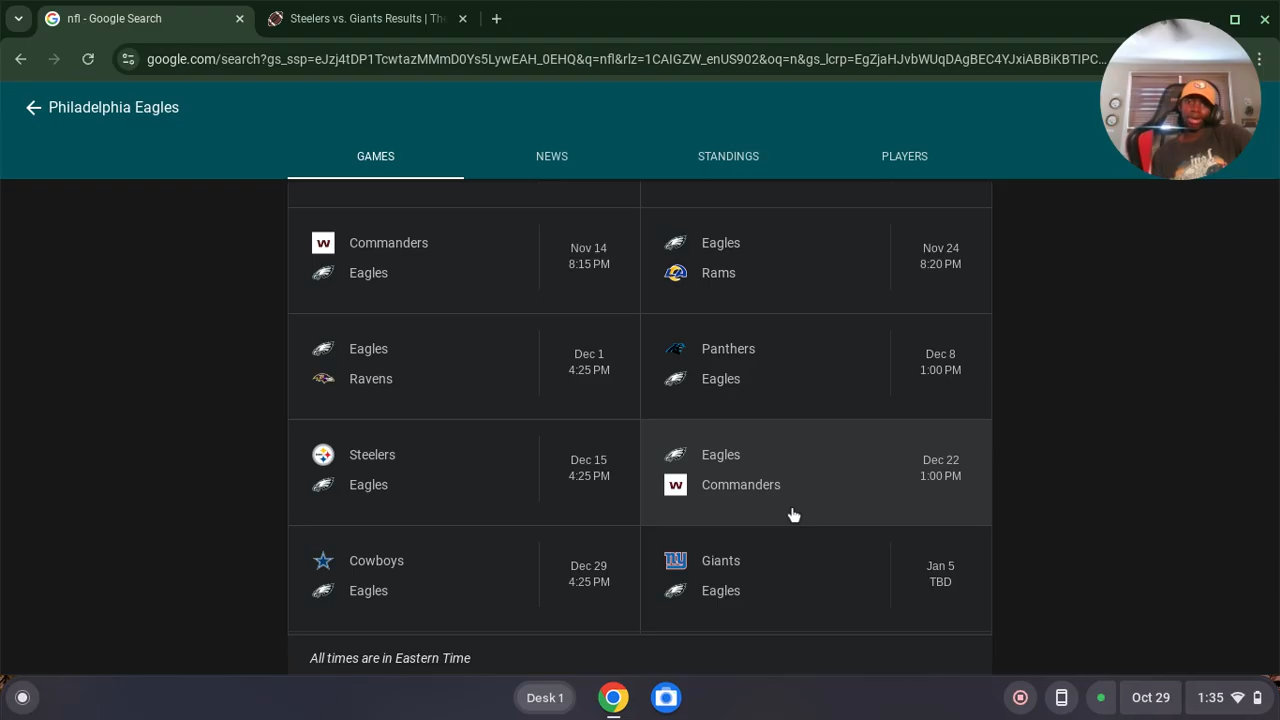 nfl - Google Search
Steelers vs. Giants Results | Th
google.com/search?gs_ssp=eJzj4tDP1TcwtazMMmD0Ys5LywEAH_0EHQ&q=nfl&rlz=1CAIGZW_enUS902&oq=n&gs_lcrp=EgZjaHJvbWUqDAgBEC4YJxiABBiKBTIPC...
Philadelphia Eagles
GAMES
NEWS
STANDINGS
PLAYERS
Commanders
Eagles
Nov 14
8:15 PM
Eagles
Rams
Nov 24
8:20 PM
Eagles
Ravens
Dec 1
4:25 PM
Panthers
Eagles
Dec 8
1:00 PM
Steelers
Eagles
Dec 15
4:25 PM
Eagles
Commanders
Dec 22
1:00 PM
Cowboys
Eagles
Dec 29
4:25 PM
Giants
Eagles
Jan 5
TBD
All times are in Eastern Time
Desk 1
Oct 29
1:35